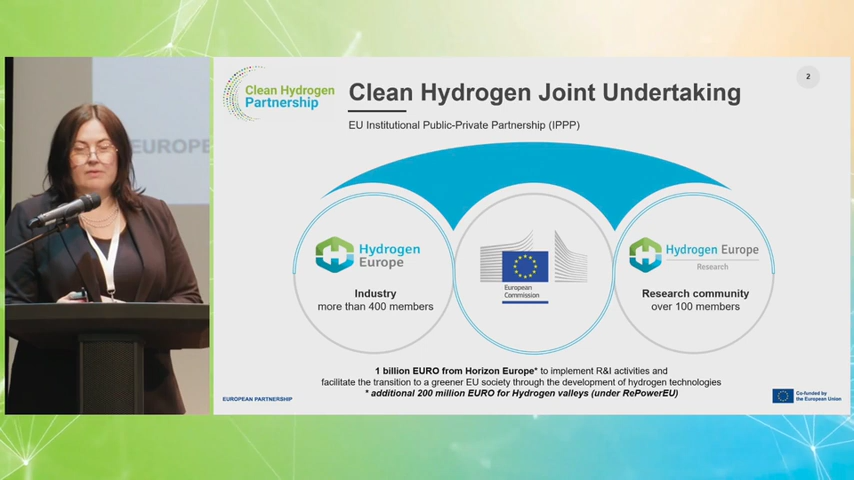 EUROPE
Clean Hydrogen
Partnership
Clean Hydrogen Joint Undertaking
2
EU Institutional Public-Private Partnership (IPPP)
Hydrogen
Europe
Industry
more than 400 members
European
Commission
Hydrogen Europe
Research
Research community
over 100 members
1 billion EURO from Horizon Europe* to implement R&I activities and
facilitate the transition to a greener EU society through the development of hydrogen technologies
* additional 200 million EURO for Hydrogen valleys (under RePowerEU)
EUROPEAN PARTNERSHIP
Co-funded by
the European Union